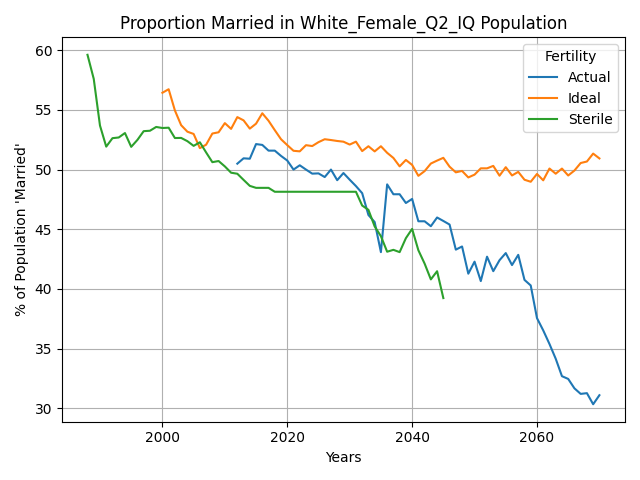 Proportion Married in White_Female_Q2_IQ Population
% of Population 'Married'
60
55
50
45
40
35
30
Fertility
Actual
Ideal
Sterile
2000 2020 2040 2060
Years